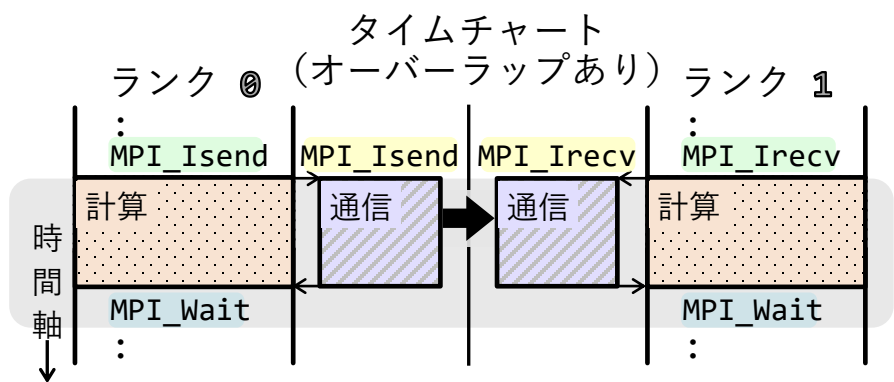 タイムチャート
(オーバーラップあり)
ランク 0
ランク 1
:
:
MPI_Isend
MPI_Isend
MPI_Irecv
MPI_Irecv
計算
通信
通信
計算
時間軸
MPI_Wait
MPI_Wait
:
: